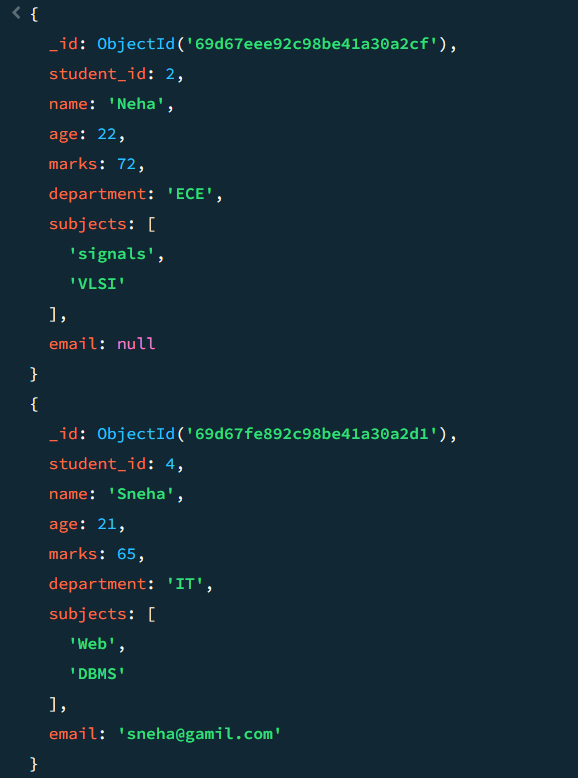 {
_id: ObjectId('69d67eee92c98be41a30a2cf'),
student_id: 2,
name: 'Neha',
age: 22,
marks: 72,
department: 'ECE',
subjects: [
'signals',
'VLSI'
],
email: null
}
{
_id: ObjectId('69d67fe892c98be41a30a2d1'),
student_id: 4,
name: 'Sneha',
age: 21,
marks: 65,
department: 'IT',
subjects: [
'Web',
'DBMS'
],
email: 'sneha@gamil.com'
}